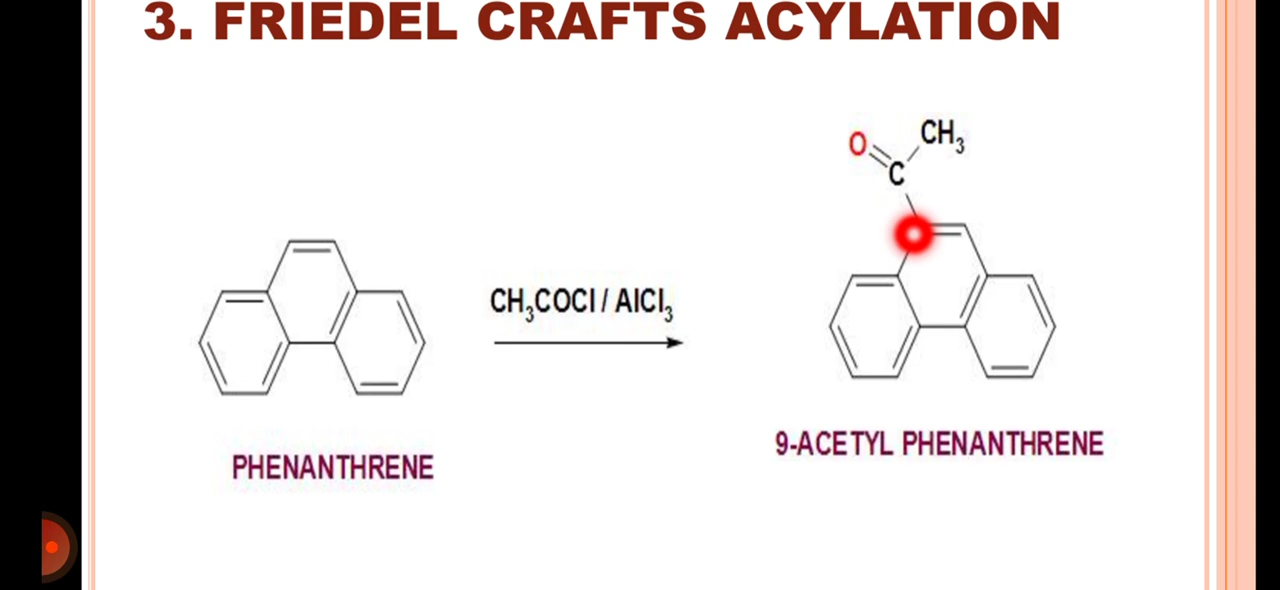 3. FRIEDEL CRAFTS ACYLATION
O
CH₃
C
CH₃COCl / AlCl₃
PHENANTHRENE
9-ACETYL PHENANTHRENE